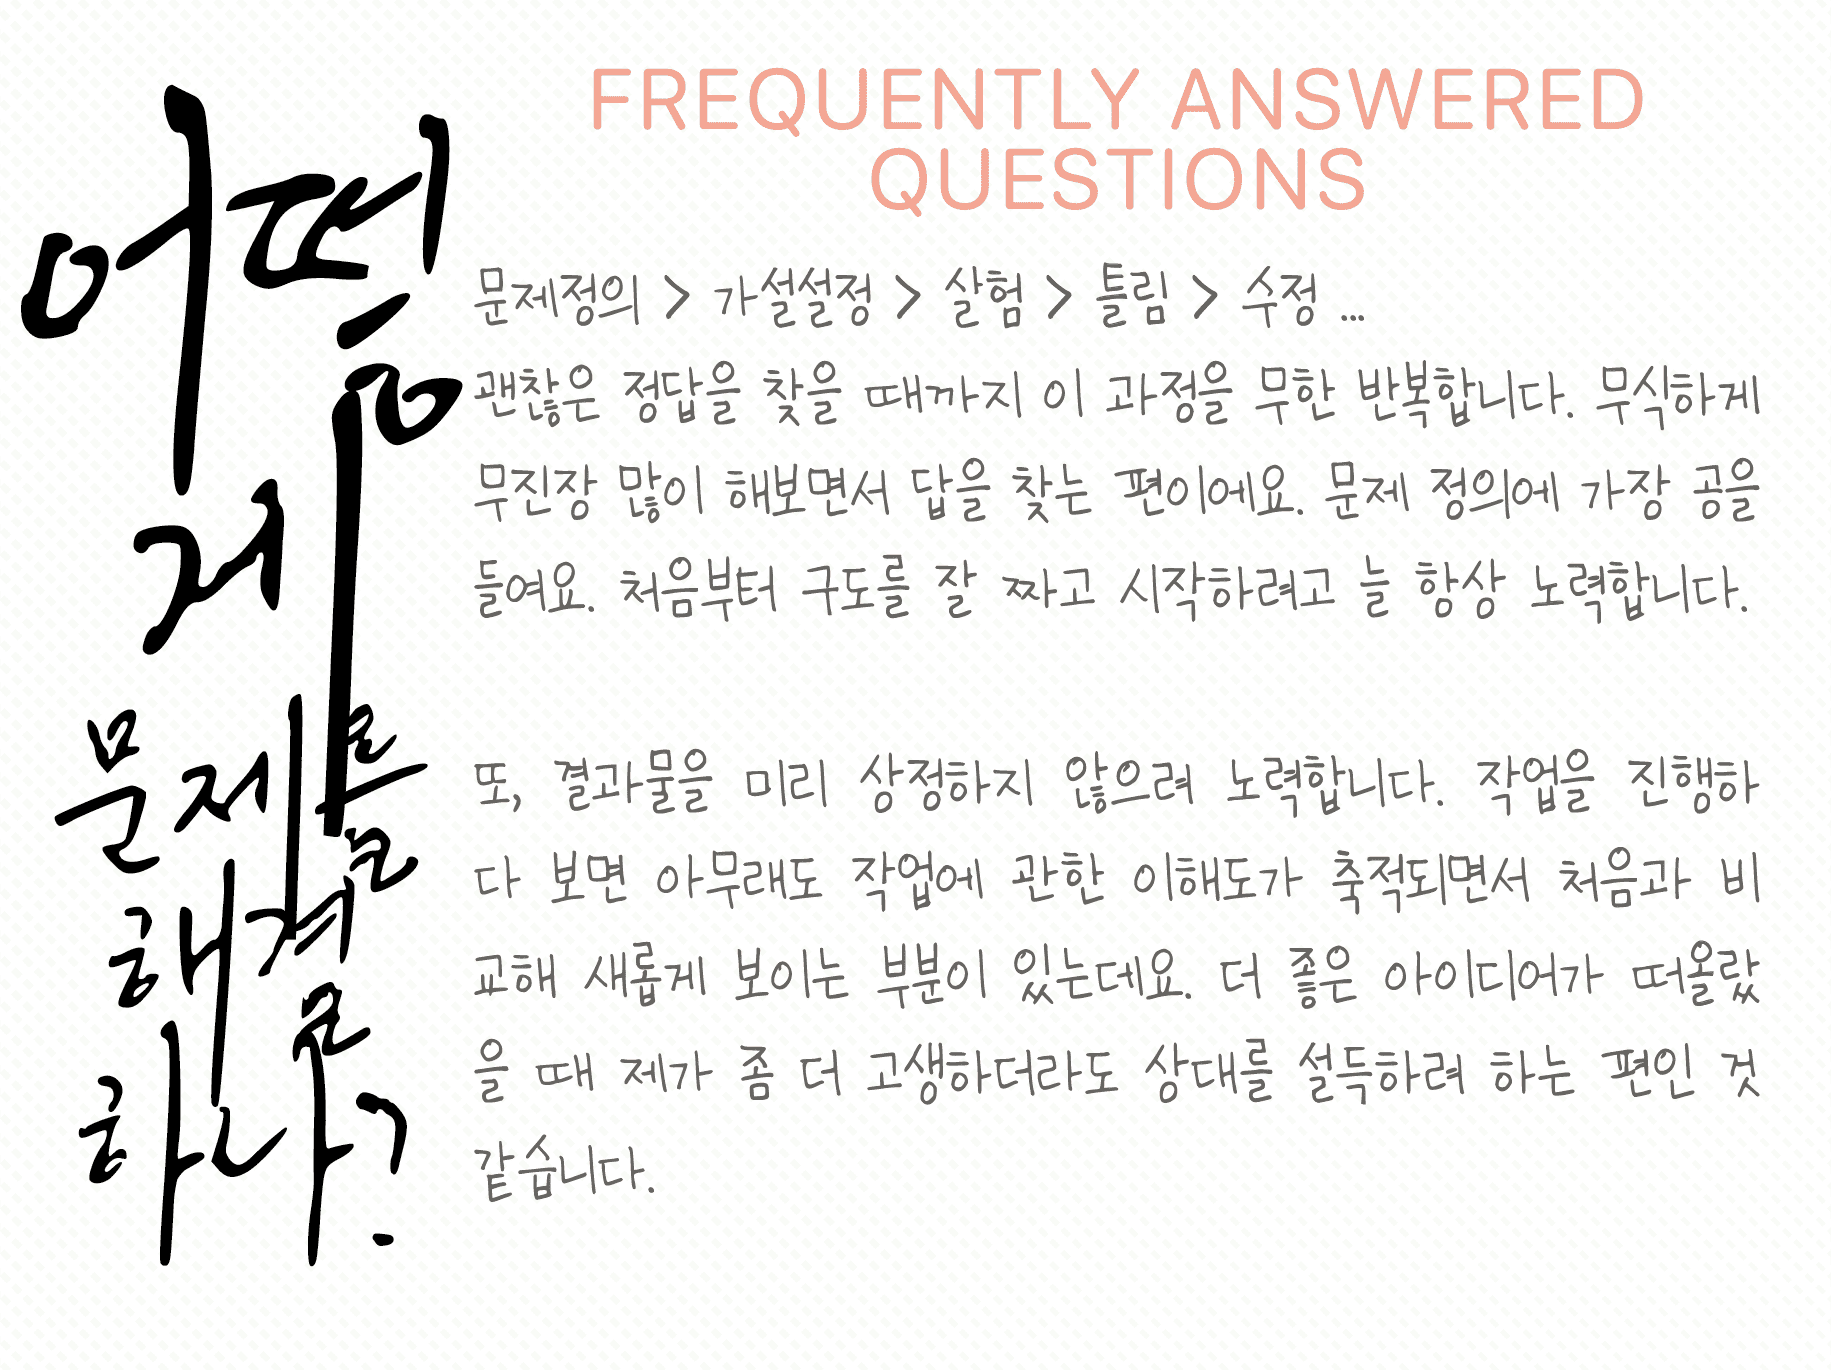 FREQUENTLY ANSWERED
QUESTIONS
어떻
게
문제를
해결
하나?
문제정의 > 가설설정 > 살험 > 틀림 > 수정 ...
괜찮은 정답을 찾을 때까지 이 과정을 무한 반복합니다. 무식하게
무진장 많이 해보면서 답을 찾는 편이에요. 문제 정의에 가장 공을
들여요. 처음부터 구도를 잘 짜고 시작하려고 늘 항상 노력합니다.
또, 결과물을 미리 상정하지 않으려 노력합니다. 작업을 진행하
다 보면 아무래도 작업에 관한 이해도가 축적되면서 처음과 비
교해 새롭게 보이는 부분이 있는데요. 더 좋은 아이디어가 떠올랐
을 때 제가 좀 더 고생하더라도 상대를 설득하려 하는 편인 것
같습니다.